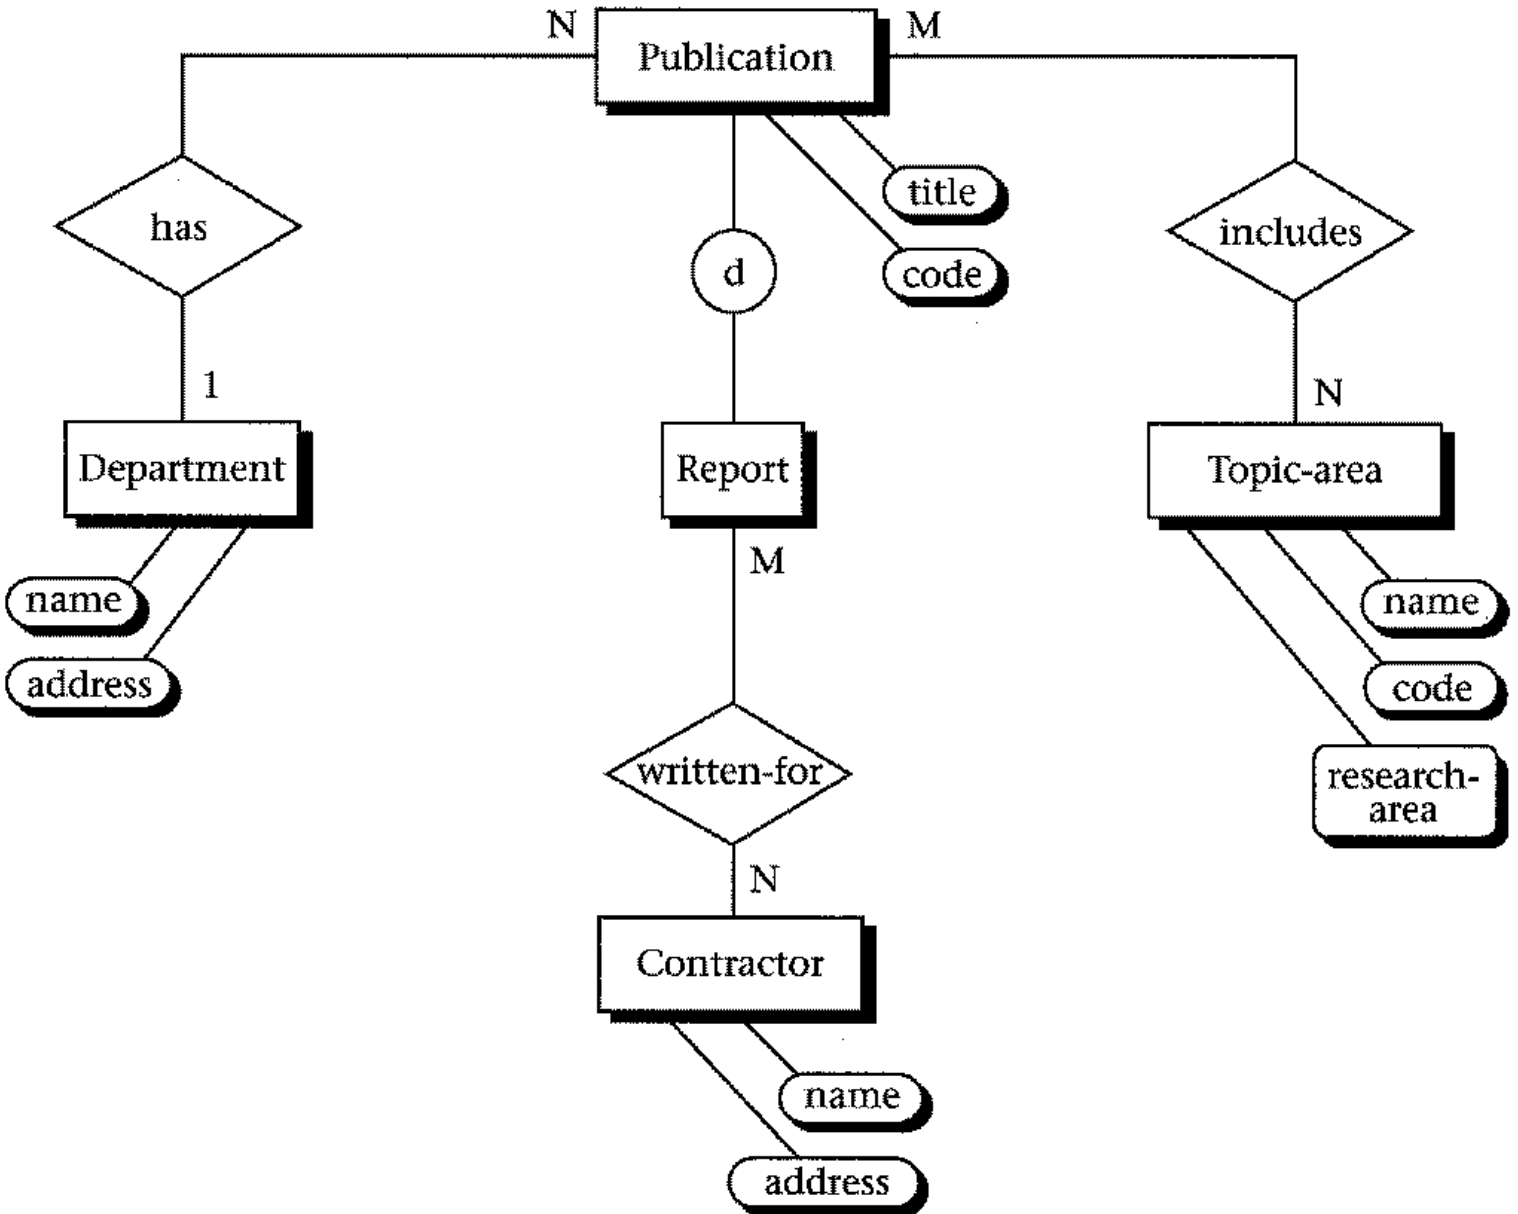 N
Publication
M
has
d
title
code
includes
1
N
Department
Report
Topic-area
M
name
address
name
code
research-
area
written-for
N
Contractor
name
address